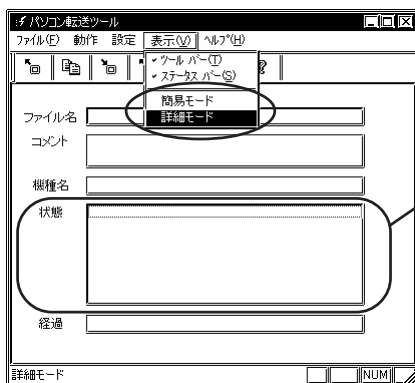 パソコン転送ツール
ファイル(F) 動作 設定 表示(V) ヘルプ(H)
✓ツール バー(T)
✓ステータス バー(S)
簡易モード
詳細モード
?
ファイル名
コメント
機種名
状態
経過
詳細モード NUM